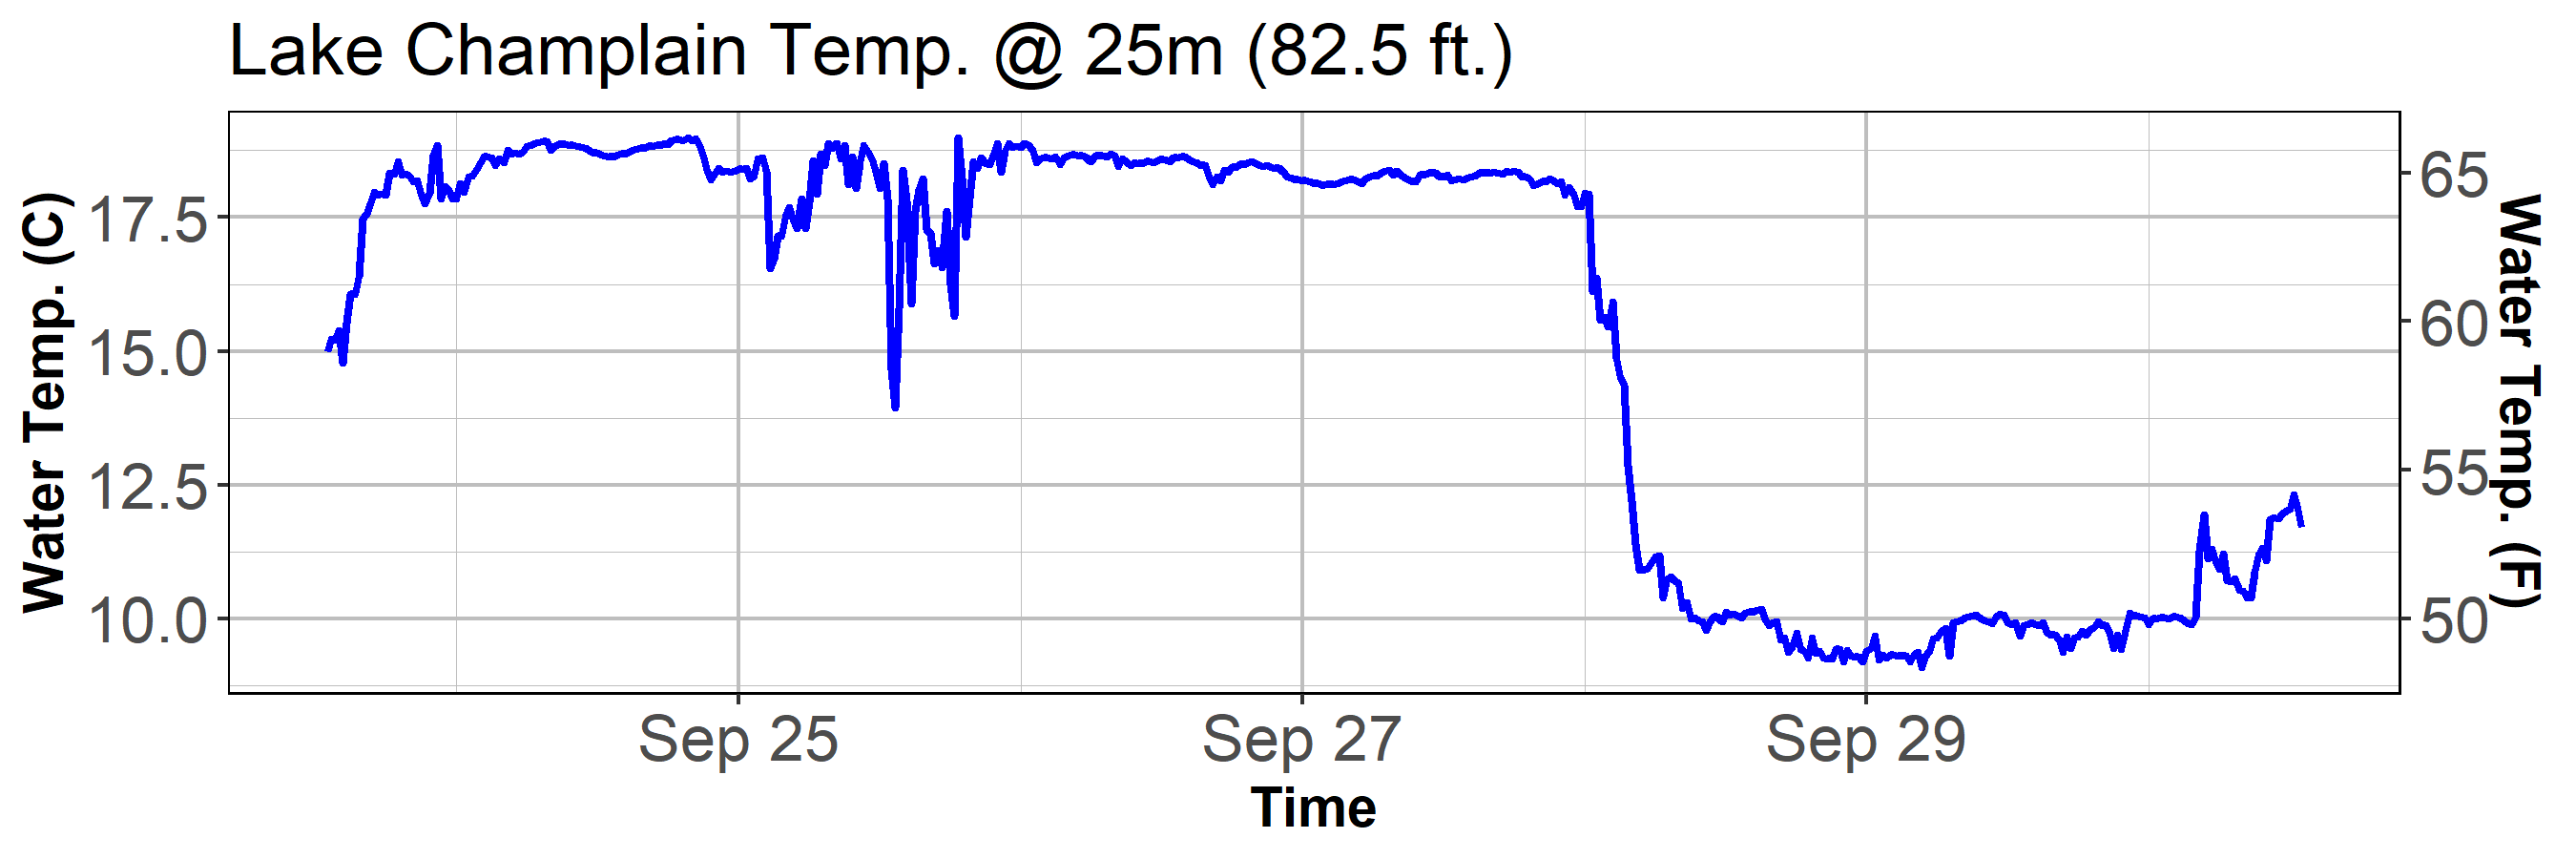 Lake Champlain Temp. @ 25m (82.5 ft.)
Water Temp. (C)
17.5
15.0
12.5
10.0
65
60
55
50
Water Temp. (F)
Sep 25
Sep 27
Sep 29
Time